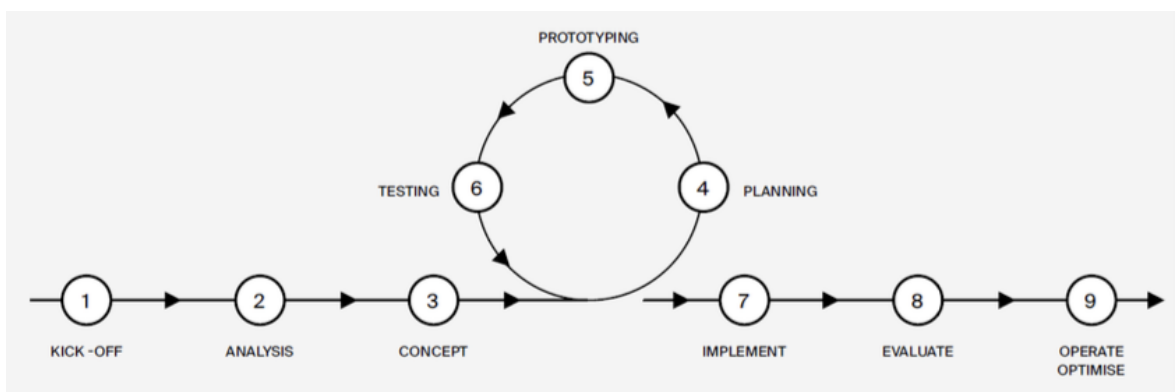 PROTOTYPING
5
TESTING
6
4
PLANNING
1
2
3
7
8
9
KICK -OFF
ANALYSIS
CONCEPT
IMPLEMENT
EVALUATE
OPERATE
OPTIMISE